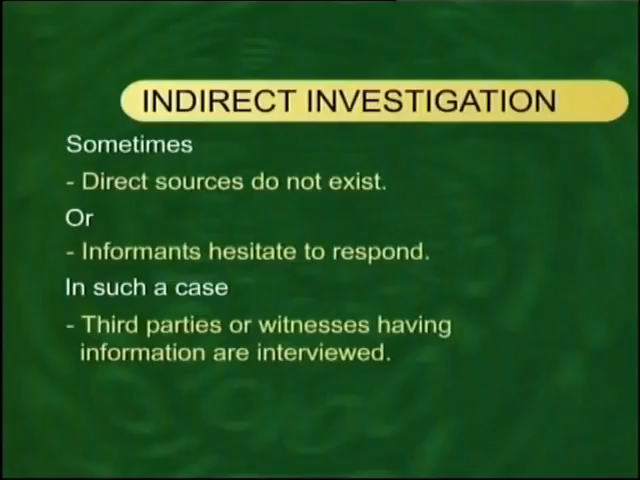 INDIRECT INVESTIGATION
Sometimes
- Direct sources do not exist.
Or
- Informants hesitate to respond.
In such a case
- Third parties or witnesses having
information are interviewed.